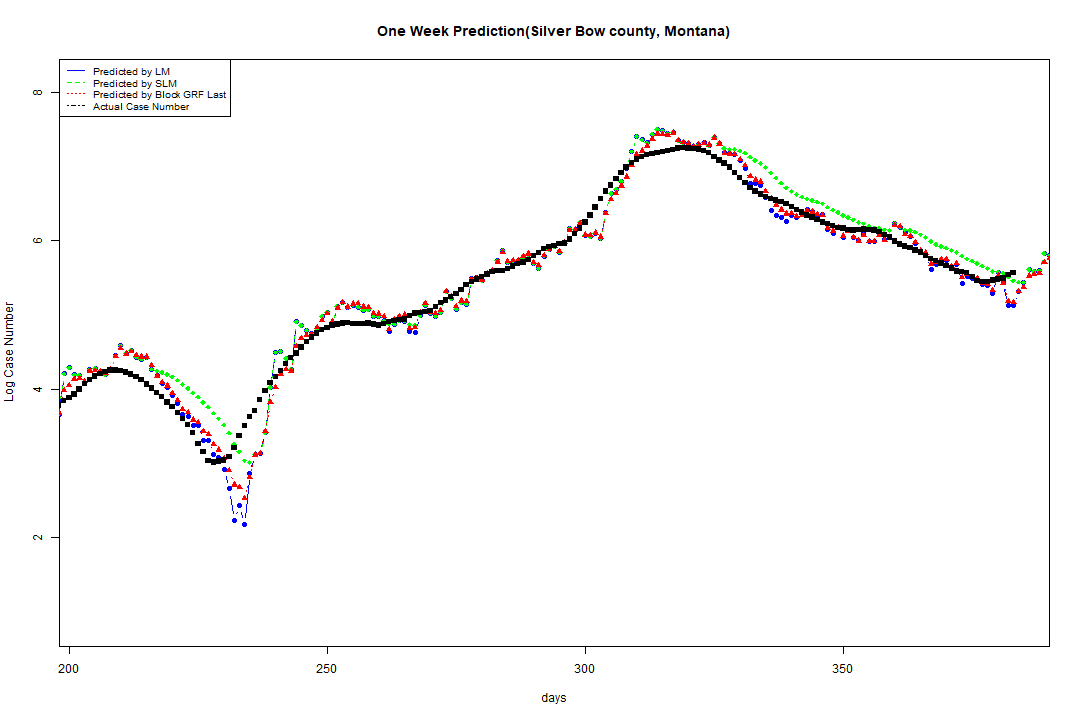 One Week Prediction(Silver Bow county, Montana)
Predicted by LM
Predicted by SLM
Predicted by Block GRF Last
Actual Case Number
8
6
4
2
Log Case Number
200 250 300 350
days